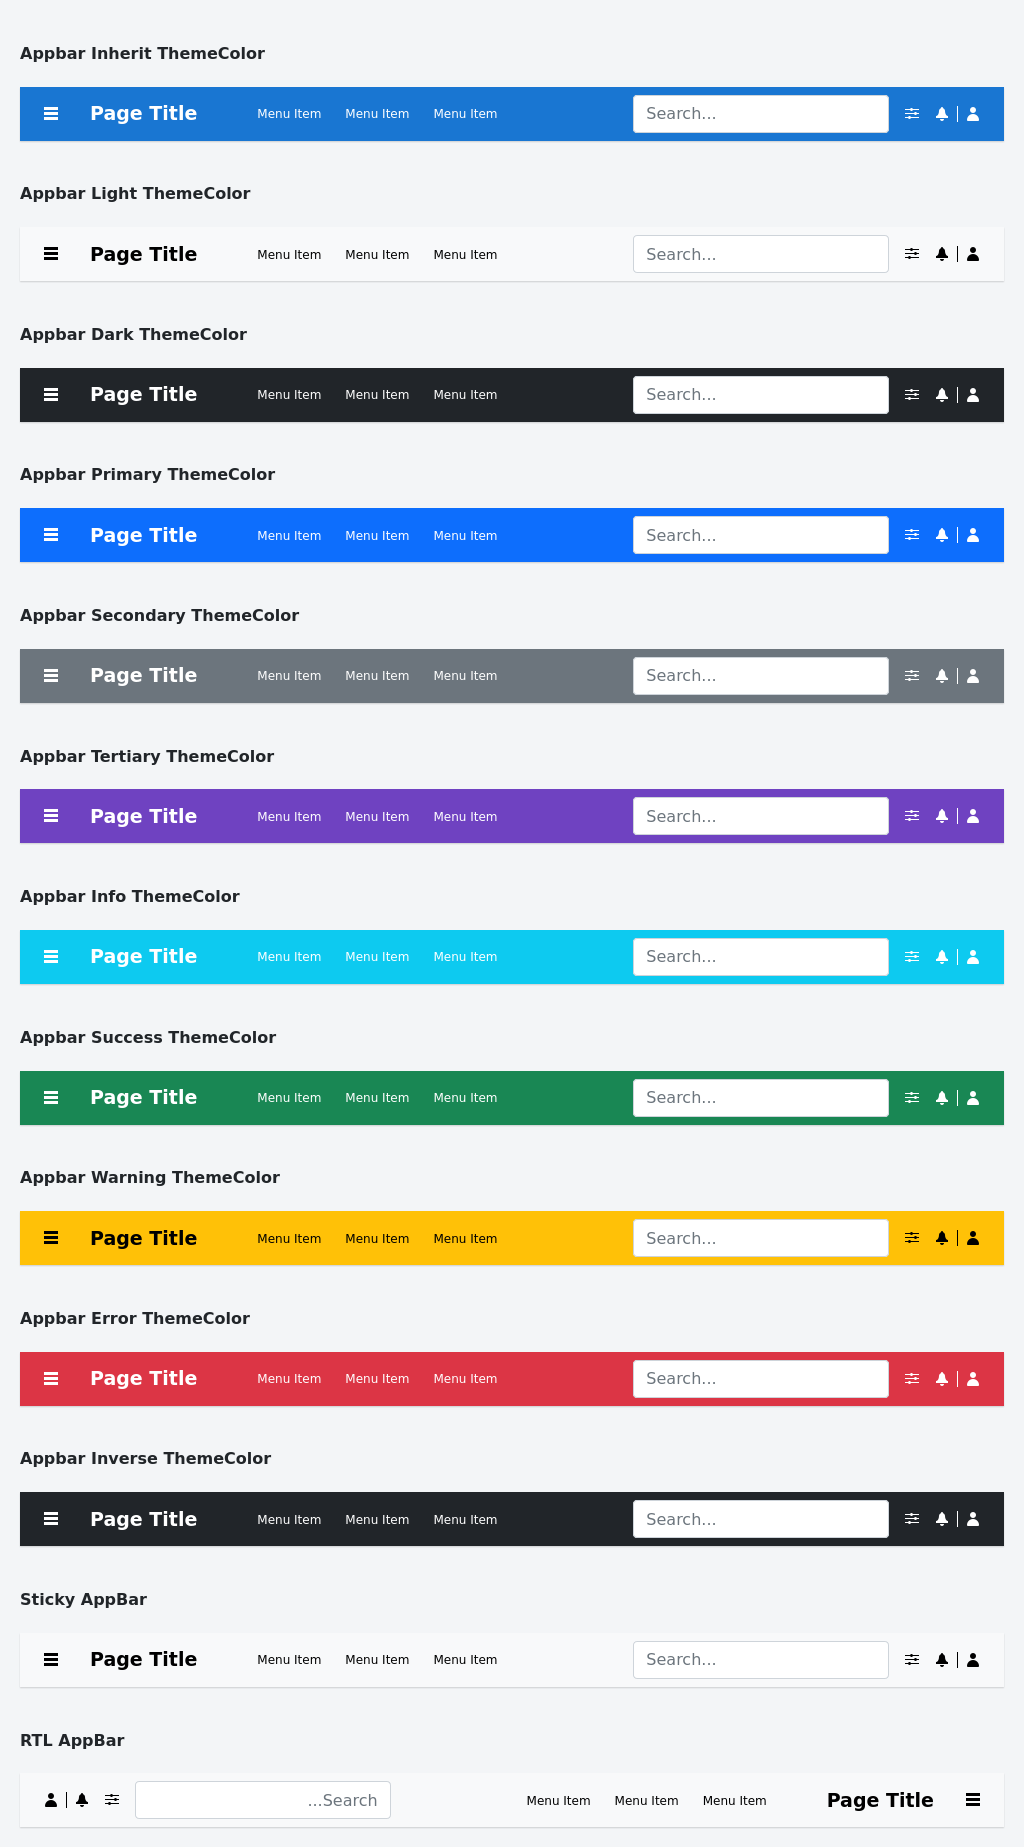 Appbar Inherit ThemeColor
Page Title Menu Item Menu Item Menu Item Search...
Appbar Light ThemeColor
Page Title Menu Item Menu Item Menu Item Search...
Appbar Dark ThemeColor
Page Title Menu Item Menu Item Menu Item Search...
Appbar Primary ThemeColor
Page Title Menu Item Menu Item Menu Item Search...
Appbar Secondary ThemeColor
Page Title Menu Item Menu Item Menu Item Search...
Appbar Tertiary ThemeColor
Page Title Menu Item Menu Item Menu Item Search...
Appbar Info ThemeColor
Page Title Menu Item Menu Item Menu Item Search...
Appbar Success ThemeColor
Page Title Menu Item Menu Item Menu Item Search...
Appbar Warning ThemeColor
Page Title Menu Item Menu Item Menu Item Search...
Appbar Error ThemeColor
Page Title Menu Item Menu Item Menu Item Search...
Appbar Inverse ThemeColor
Page Title Menu Item Menu Item Menu Item Search...
Sticky AppBar
Page Title Menu Item Menu Item Menu Item Search...
RTL AppBar
...Search Menu Item Menu Item Menu Item Page Title